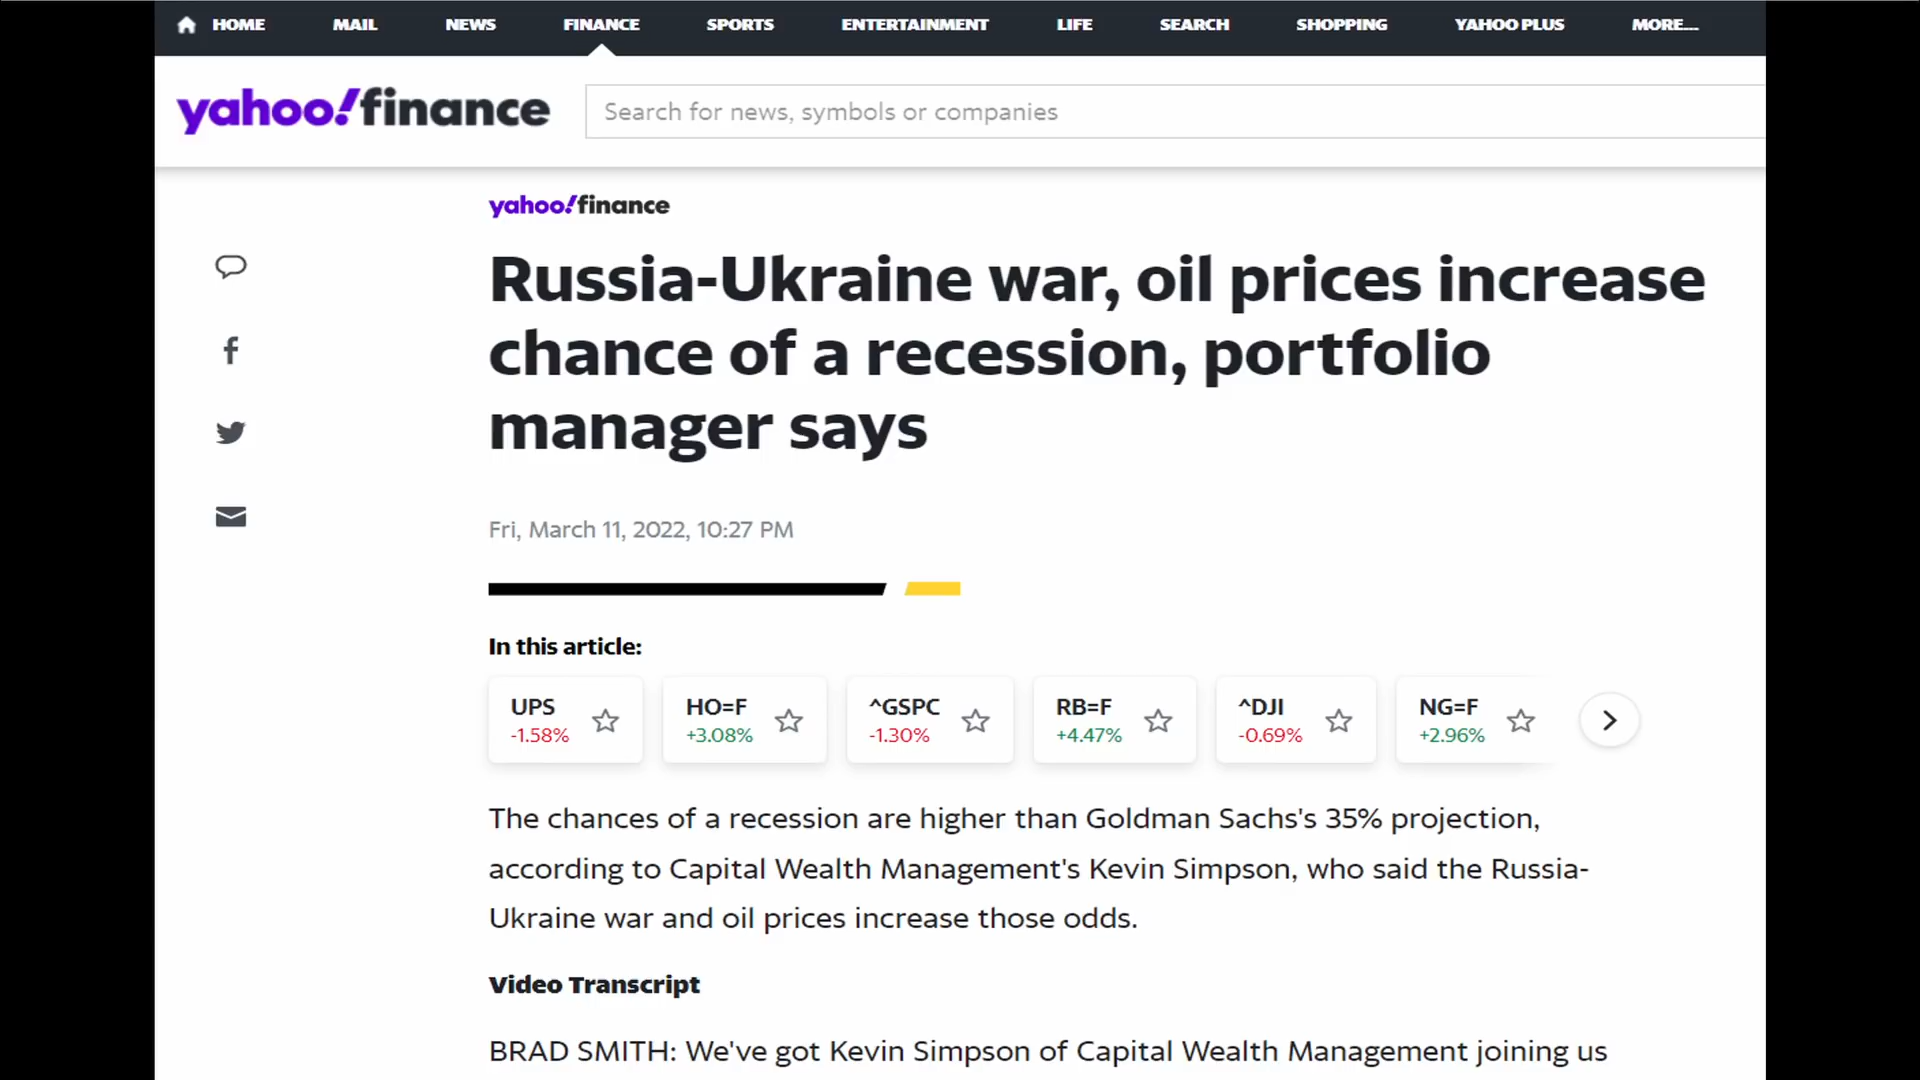 HOME MAIL NEWS FINANCE SPORTS ENTERTAINMENT LIFE SEARCH SHOPPING YAHOO PLUS MORE...
yahoo!finance
Search for news, symbols or companies
yahoo!finance
Russia-Ukraine war, oil prices increase
chance of a recession, portfolio
manager says
Fri, March 11, 2022, 10:27 PM
In this article:
UPS HO=F ^GSPC RB=F ^DJI NG=F
-1.58% +3.08% -1.30% +4.47% -0.69% +2.96%
The chances of a recession are higher than Goldman Sachs's 35% projection,
according to Capital Wealth Management's Kevin Simpson, who said the Russia-
Ukraine war and oil prices increase those odds.
Video Transcript
BRAD SMITH: We've got Kevin Simpson of Capital Wealth Management joining us